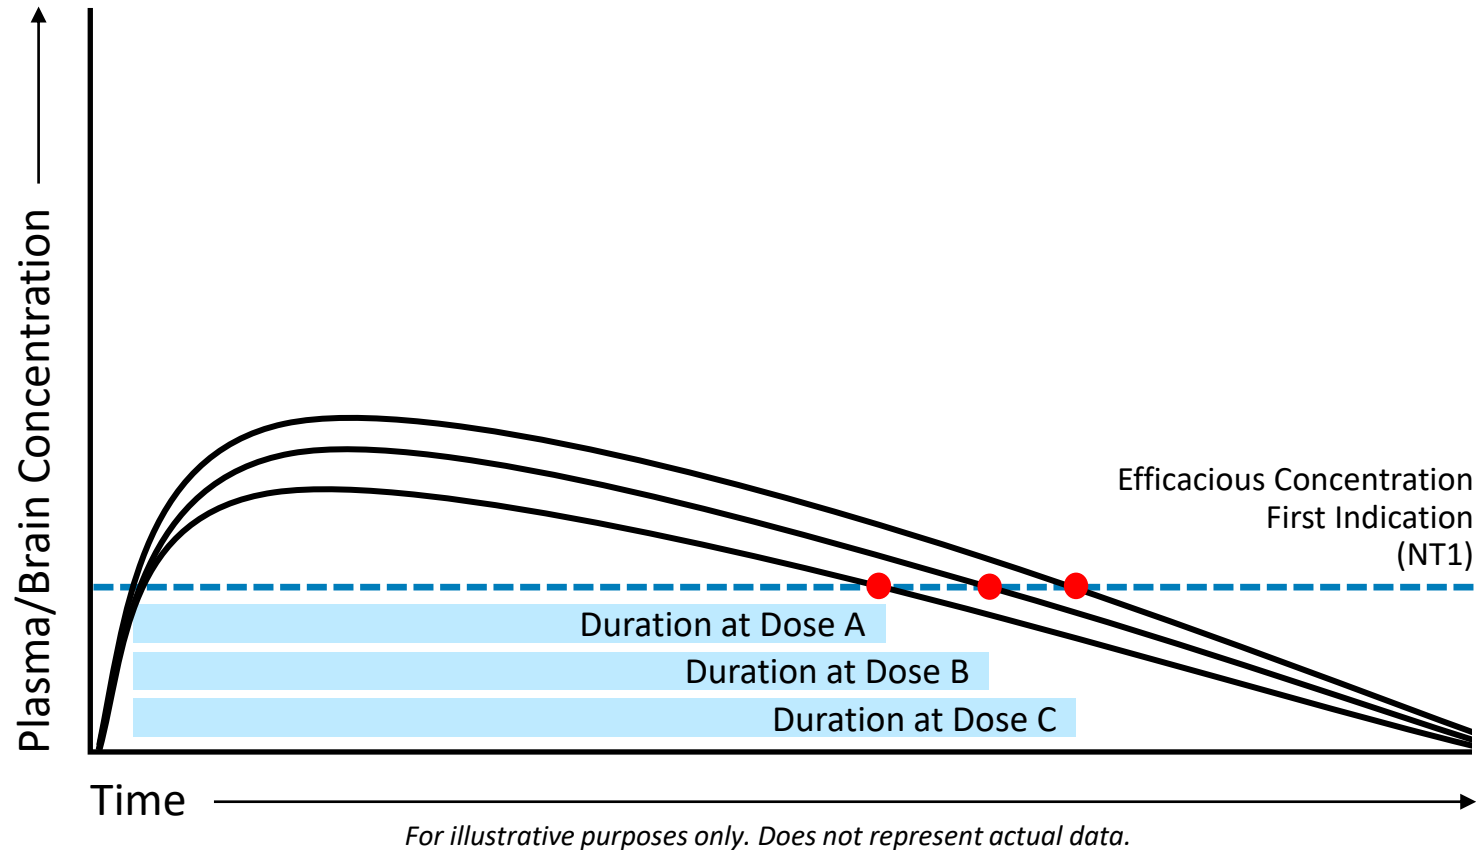 Plasma/Brain Concentration
Efficacious Concentration
First Indication
(NT1)
Duration at Dose A
Duration at Dose B
Duration at Dose C
Time
For illustrative purposes only. Does not represent actual data.